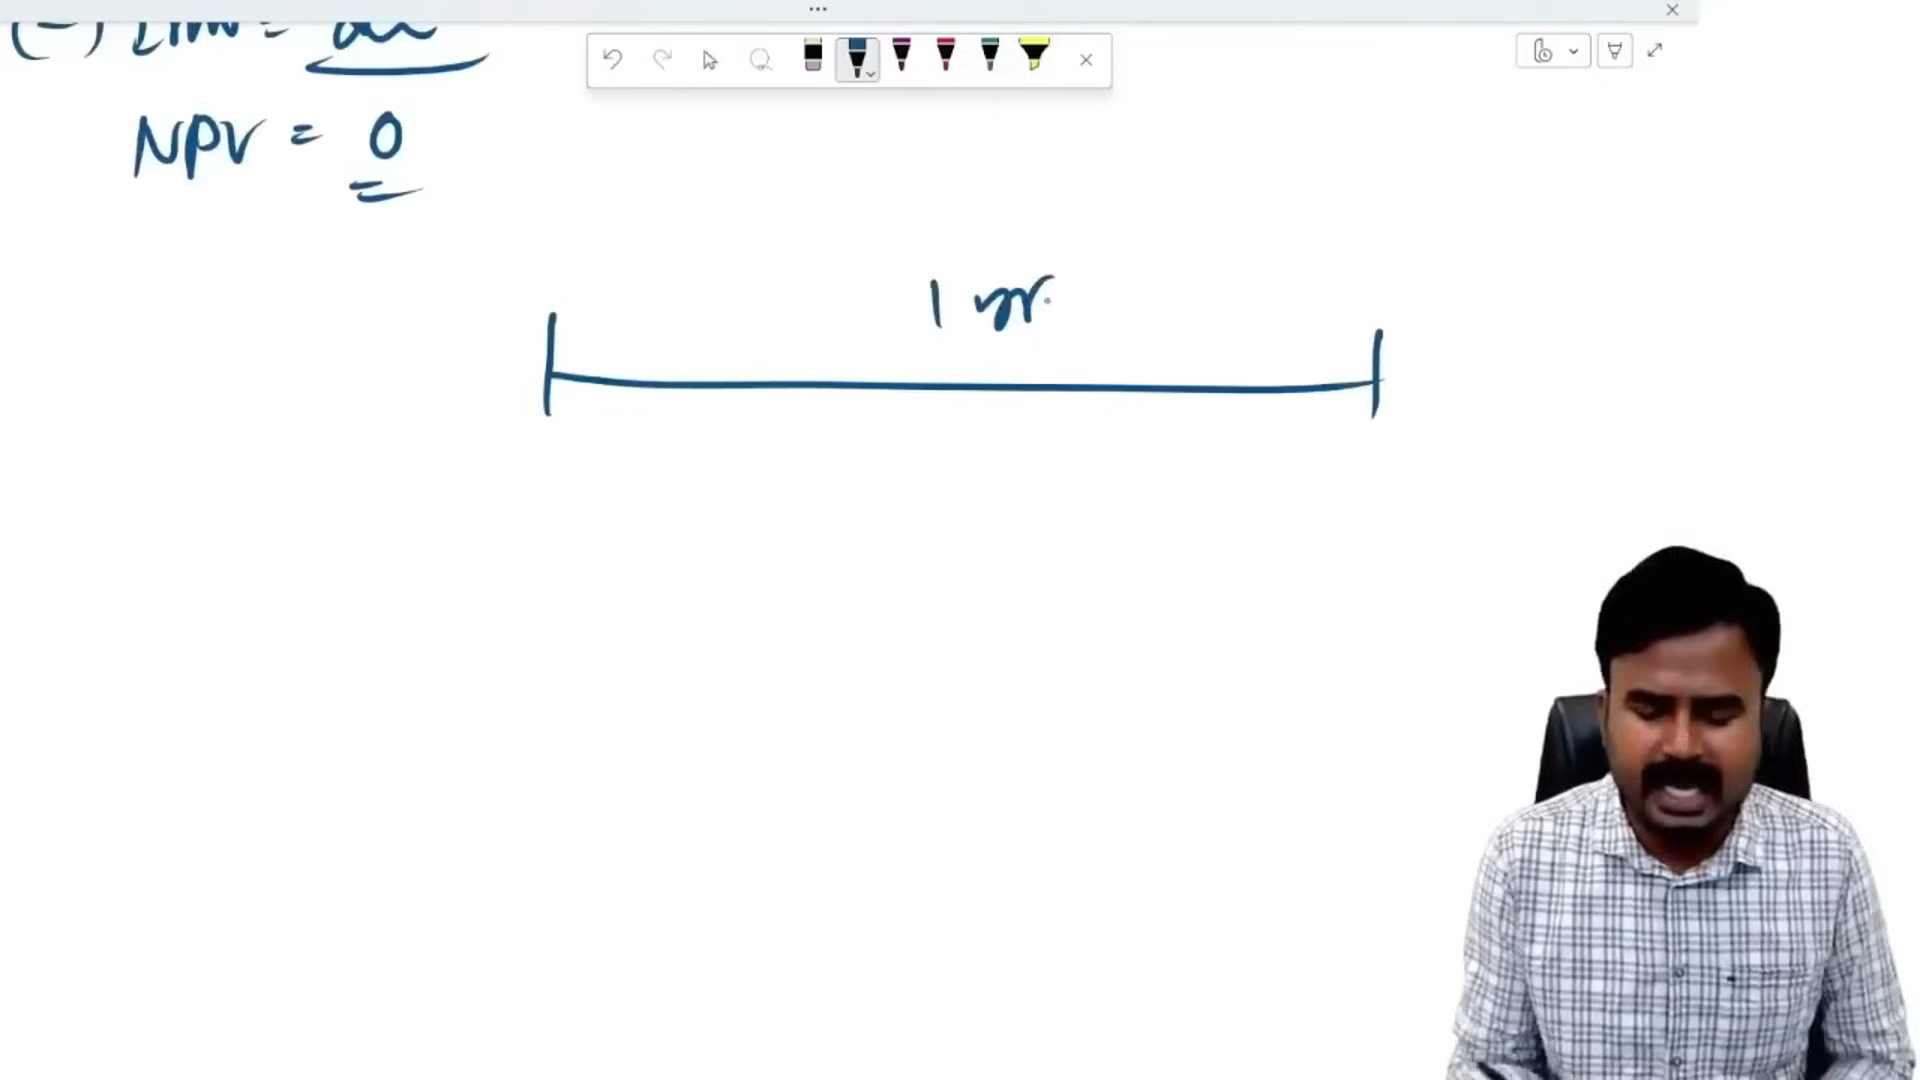 NPV = 0
1 yr.